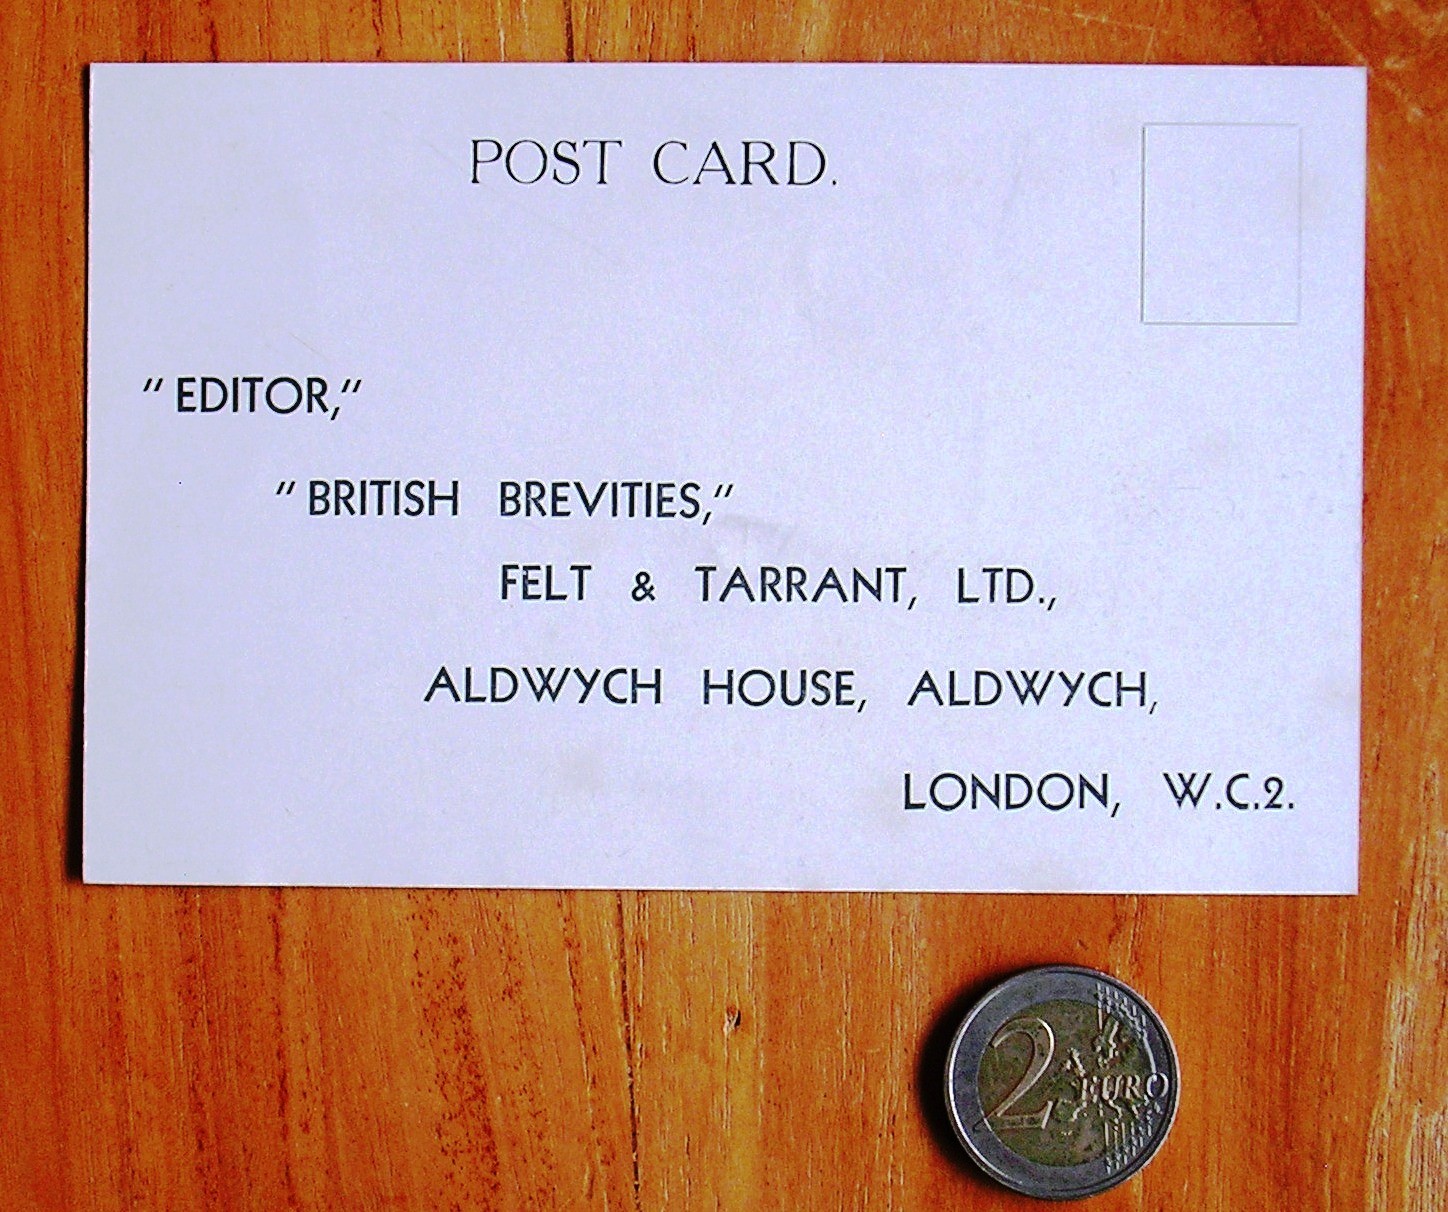 POST CARD.
"EDITOR,"
"BRITISH BREVITIES,"
FELT & TARRANT, LTD.,
ALDWYCH HOUSE, ALDWYCH,
LONDON, W.C.2.
2 EURO